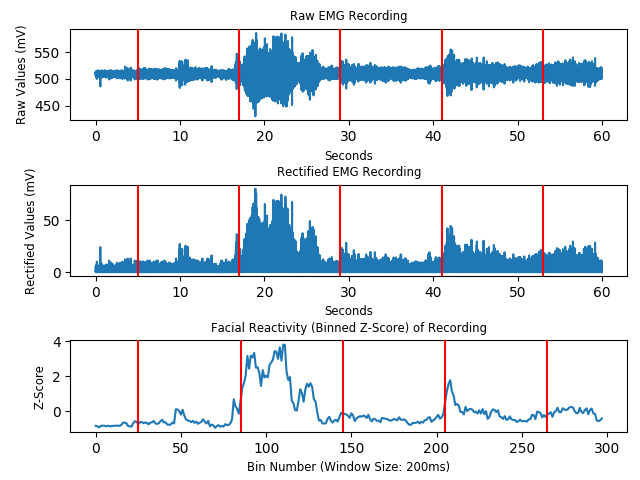 Raw EMG Recording
Raw Values (mV)
550
500
450
0 10 20 30 40 50 60
Seconds
Rectified EMG Recording
Rectified Values (mV)
50
0
0 10 20 30 40 50 60
Seconds
Facial Reactivity (Binned Z-Score) of Recording
Z-Score
4
2
0
0 50 100 150 200 250 300
Bin Number (Window Size: 200ms)